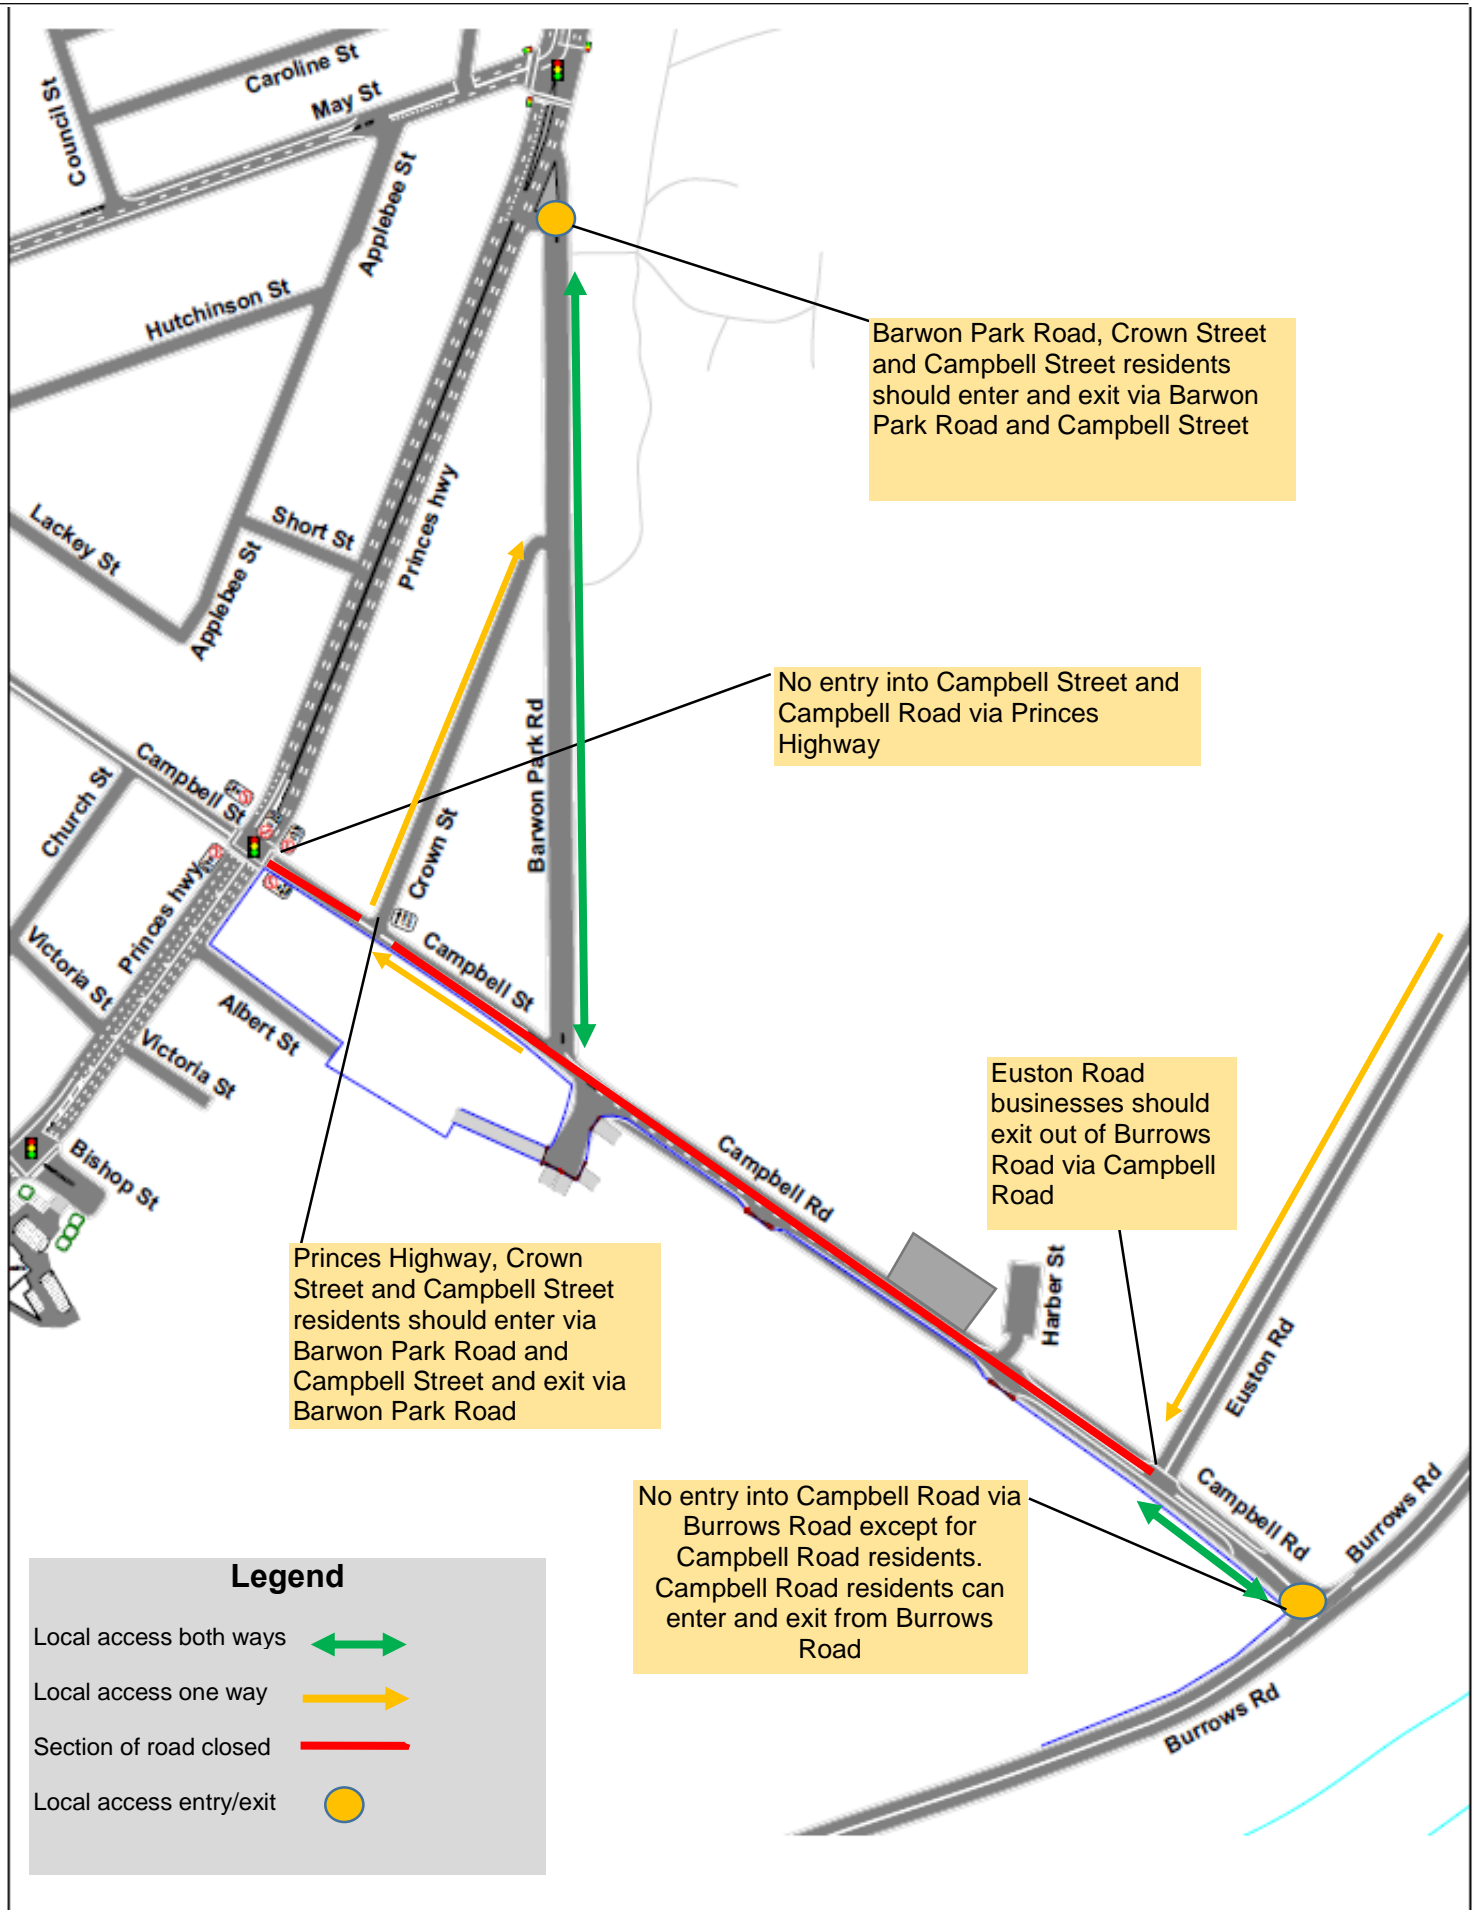 Caroline St
May St
Council St
Applebee St
Hutchinson St
Barwon Park Road, Crown Street
and Campbell Street residents
should enter and exit via Barwon
Park Road and Campbell Street
Princes hwy
Lackey St
Short St
Applebee St
No entry into Campbell Street and
Campbell Road via Princes
Highway
Barwon Park Rd
Campbell St
Church St
Crown St
Princes hwy
Campbell St
Victoria St
Albert St
Victoria St
Bishop St
Euston Road
businesses should
exit out of Burrows
Road via Campbell
Road
Campbell Rd
Harber St
Princes Highway, Crown
Street and Campbell Street
residents should enter via
Barwon Park Road and
Campbell Street and exit via
Barwon Park Road
Euston Rd
No entry into Campbell Road via
Burrows Road except for
Campbell Road residents.
Campbell Road residents can
enter and exit from Burrows
Road
Campbell Rd
Burrows Rd
Burrows Rd
Legend
Local access both ways
Local access one way
Section of road closed
Local access entry/exit